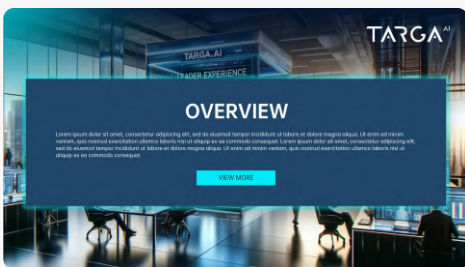 TARGA AI
TARGA.AI
LEADER EXPERIENCE
OVERVIEW
Lorem ipsum dolor sit amet, consectetur adipiscing elit, sed do eiusmod tempor incididunt ut labore et dolore magna aliqua. Ut enim ad minim
veniam, quis nostrud exercitation ullamco laboris nisi ut aliquip ex ea commodo consequat. Lorem ipsum dolor sit amet, consectetur adipiscing elit,
sed do eiusmod tempor incididunt ut labore et dolore magna aliqua. Ut enim ad minim veniam, quis nostrud exercitation ullamco laboris nisi ut
aliquip ex ea commodo consequat.
VIEW MORE